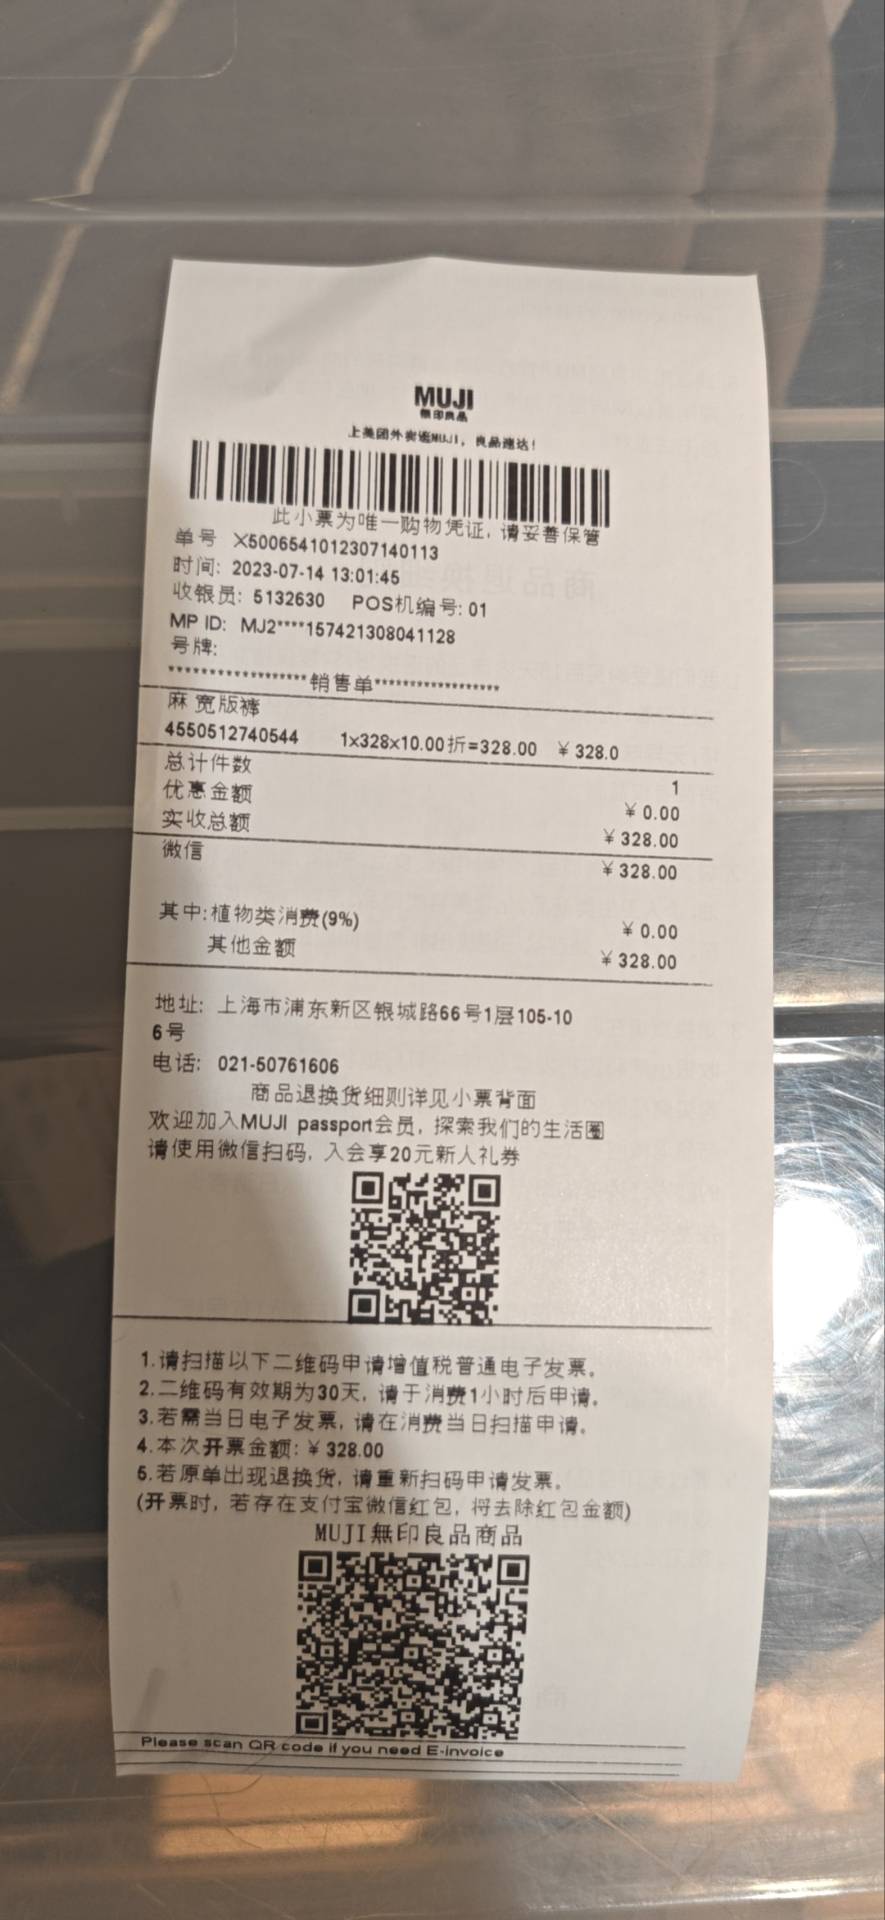 MUJI
無印良品
上美团外卖逛MUJI，良品速达！
此小票为唯一购物凭证，请妥善保管
单号 X5006541012307140113
时间: 2023-07-14 13:01:45
收银员: 5132630 POS机编号: 01
MP ID: MJ2****157421308041128
号牌:
******************销售单******************
麻 宽版裤
4550512740544 1x328x10.00折=328.00 ￥328.0
总计件数 1
优惠金额 ￥0.00
实收总额 ￥328.00
微信 ￥328.00
其中:植物类消费(9%) ￥0.00
其他金额 ￥328.00
地址: 上海市浦东新区银城路66号1层105-10
6号
电话: 021-50761606
商品退换货细则详见小票背面
欢迎加入MUJI passport会员，探索我们的生活圈
请使用微信扫码，入会享20元新人礼券
1.请扫描以下二维码申请增值税普通电子发票。
2.二维码有效期为30天，请于消费1小时后申请。
3.若需当日电子发票，请在消费当日扫描申请。
4.本次开票金额:￥328.00
5.若原单出现退换货，请重新扫码申请发票。
(开票时，若存在支付宝微信红包，将去除红包金额)
MUJI無印良品商品
Please scan QR code if you need E-invoice